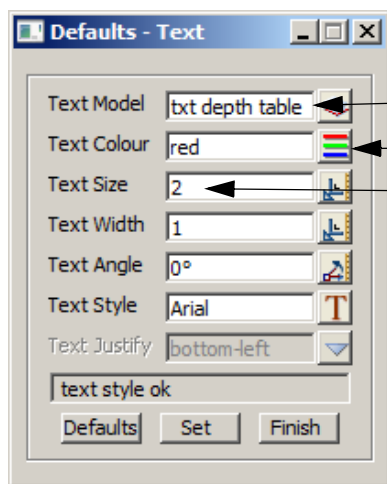 Defaults - Text
Text Model txt depth table
Text Colour red
Text Size 2
Text Width 1
Text Angle 0°
Text Style Arial T
Text Justify bottom-left
text style ok
Defaults Set Finish